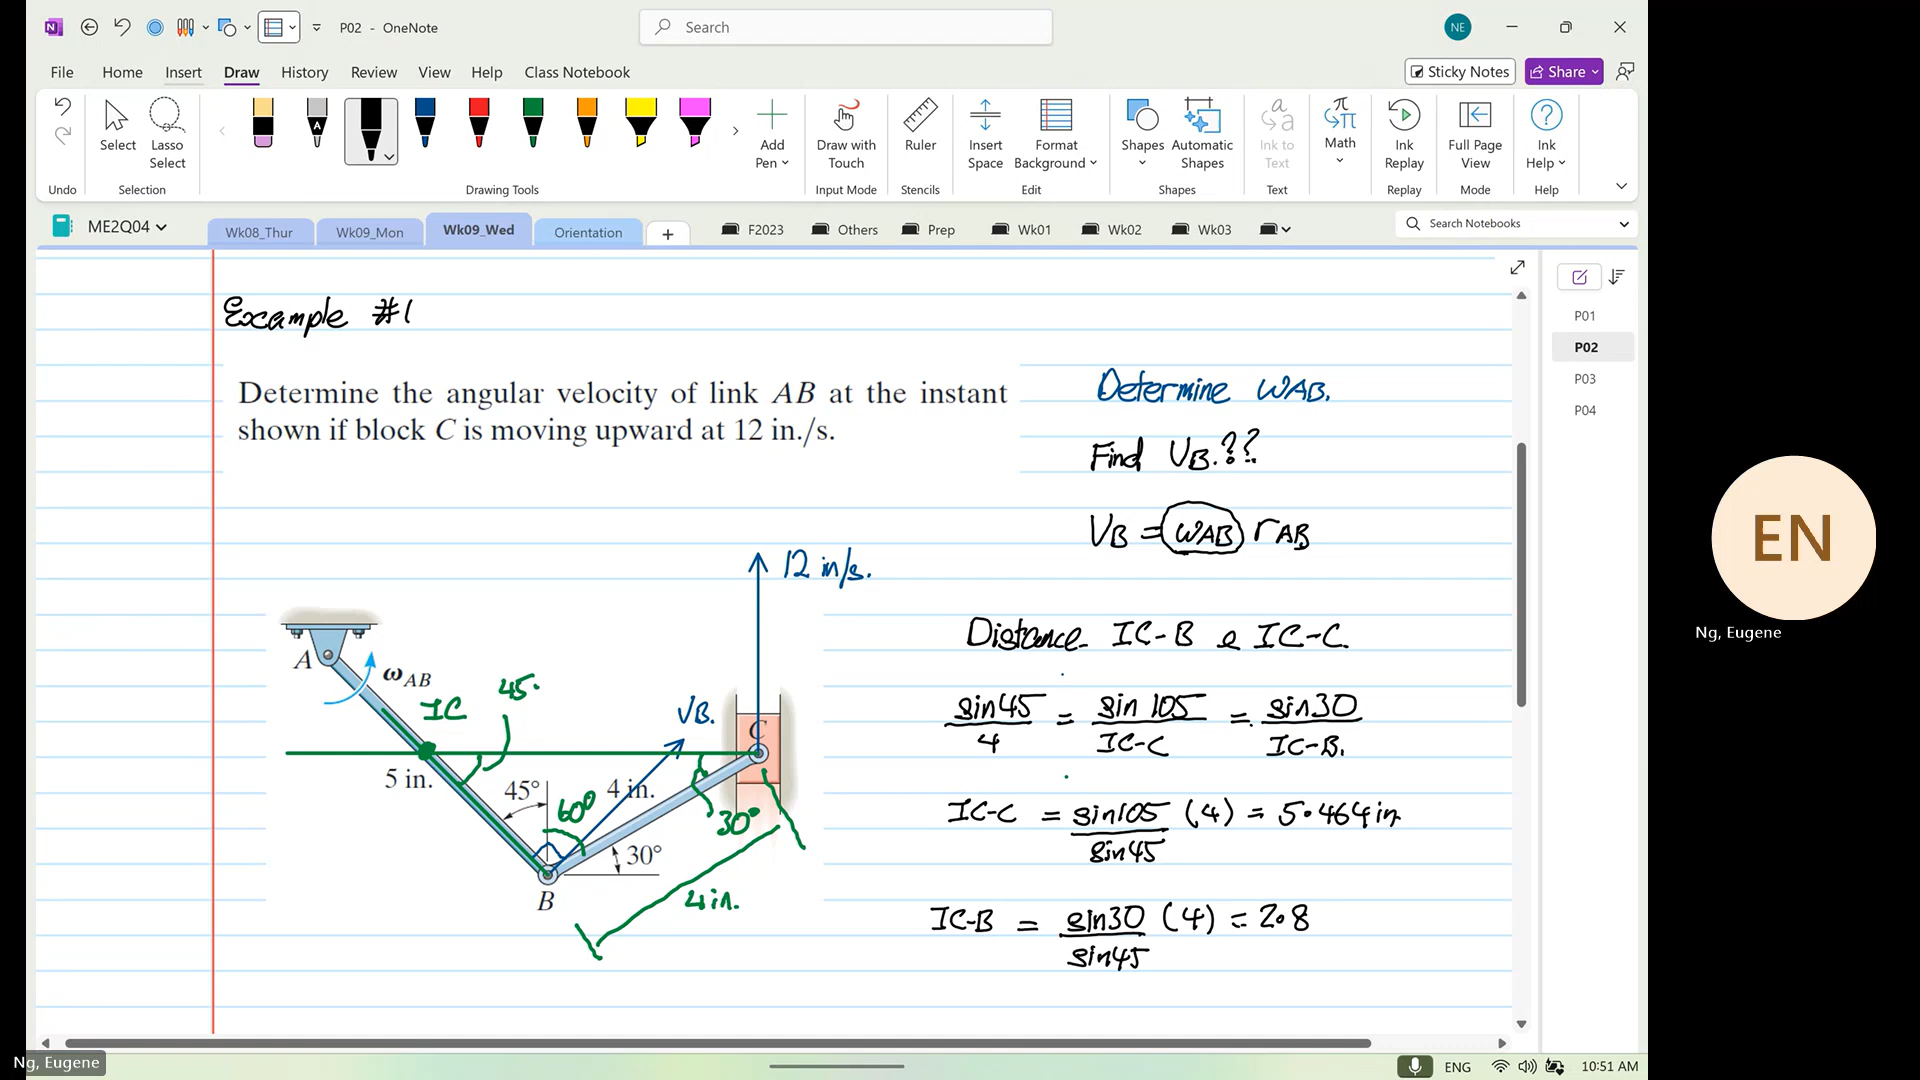 P02 - OneNote
Search
NE
File Home Insert Draw History Review View Help Class Notebook
Sticky Notes
Share
Undo
Select
Lasso Select
Selection
Drawing Tools
Add Pen
Draw with Touch
Input Mode
Ruler
Stencils
Insert Space
Format Background
Edit
Shapes
Automatic Shapes
Shapes
Ink to Text
Text
Math
Ink Replay
Replay
Full Page View
Mode
Ink Help
Help
ME2Q04
Wk08_Thur
Wk09_Mon
Wk09_Wed
Orientation
+
F2023
Others
Prep
Wk01
Wk02
Wk03
Search Notebooks
P01
P02
P03
P04
Example #1
Determine the angular velocity of link AB at the instant
shown if block C is moving upward at 12 in./s.
Determine ωAB.
Find VB.??
VB = ωAB rAB
12 in/s.
A
ωAB
IC
45°
VB.
C
5 in.
45°
60°
4 in.
30°
30°
B
4in.
Distance IC-B & IC-C.
sin45/4 = sin105/IC-C = sin30/IC-B.
IC-C = sin105/sin45 (4) = 5.464in
IC-B = sin30/sin45 (4) = 2.8
EN
Ng, Eugene
Ng, Eugene
ENG
10:51 AM